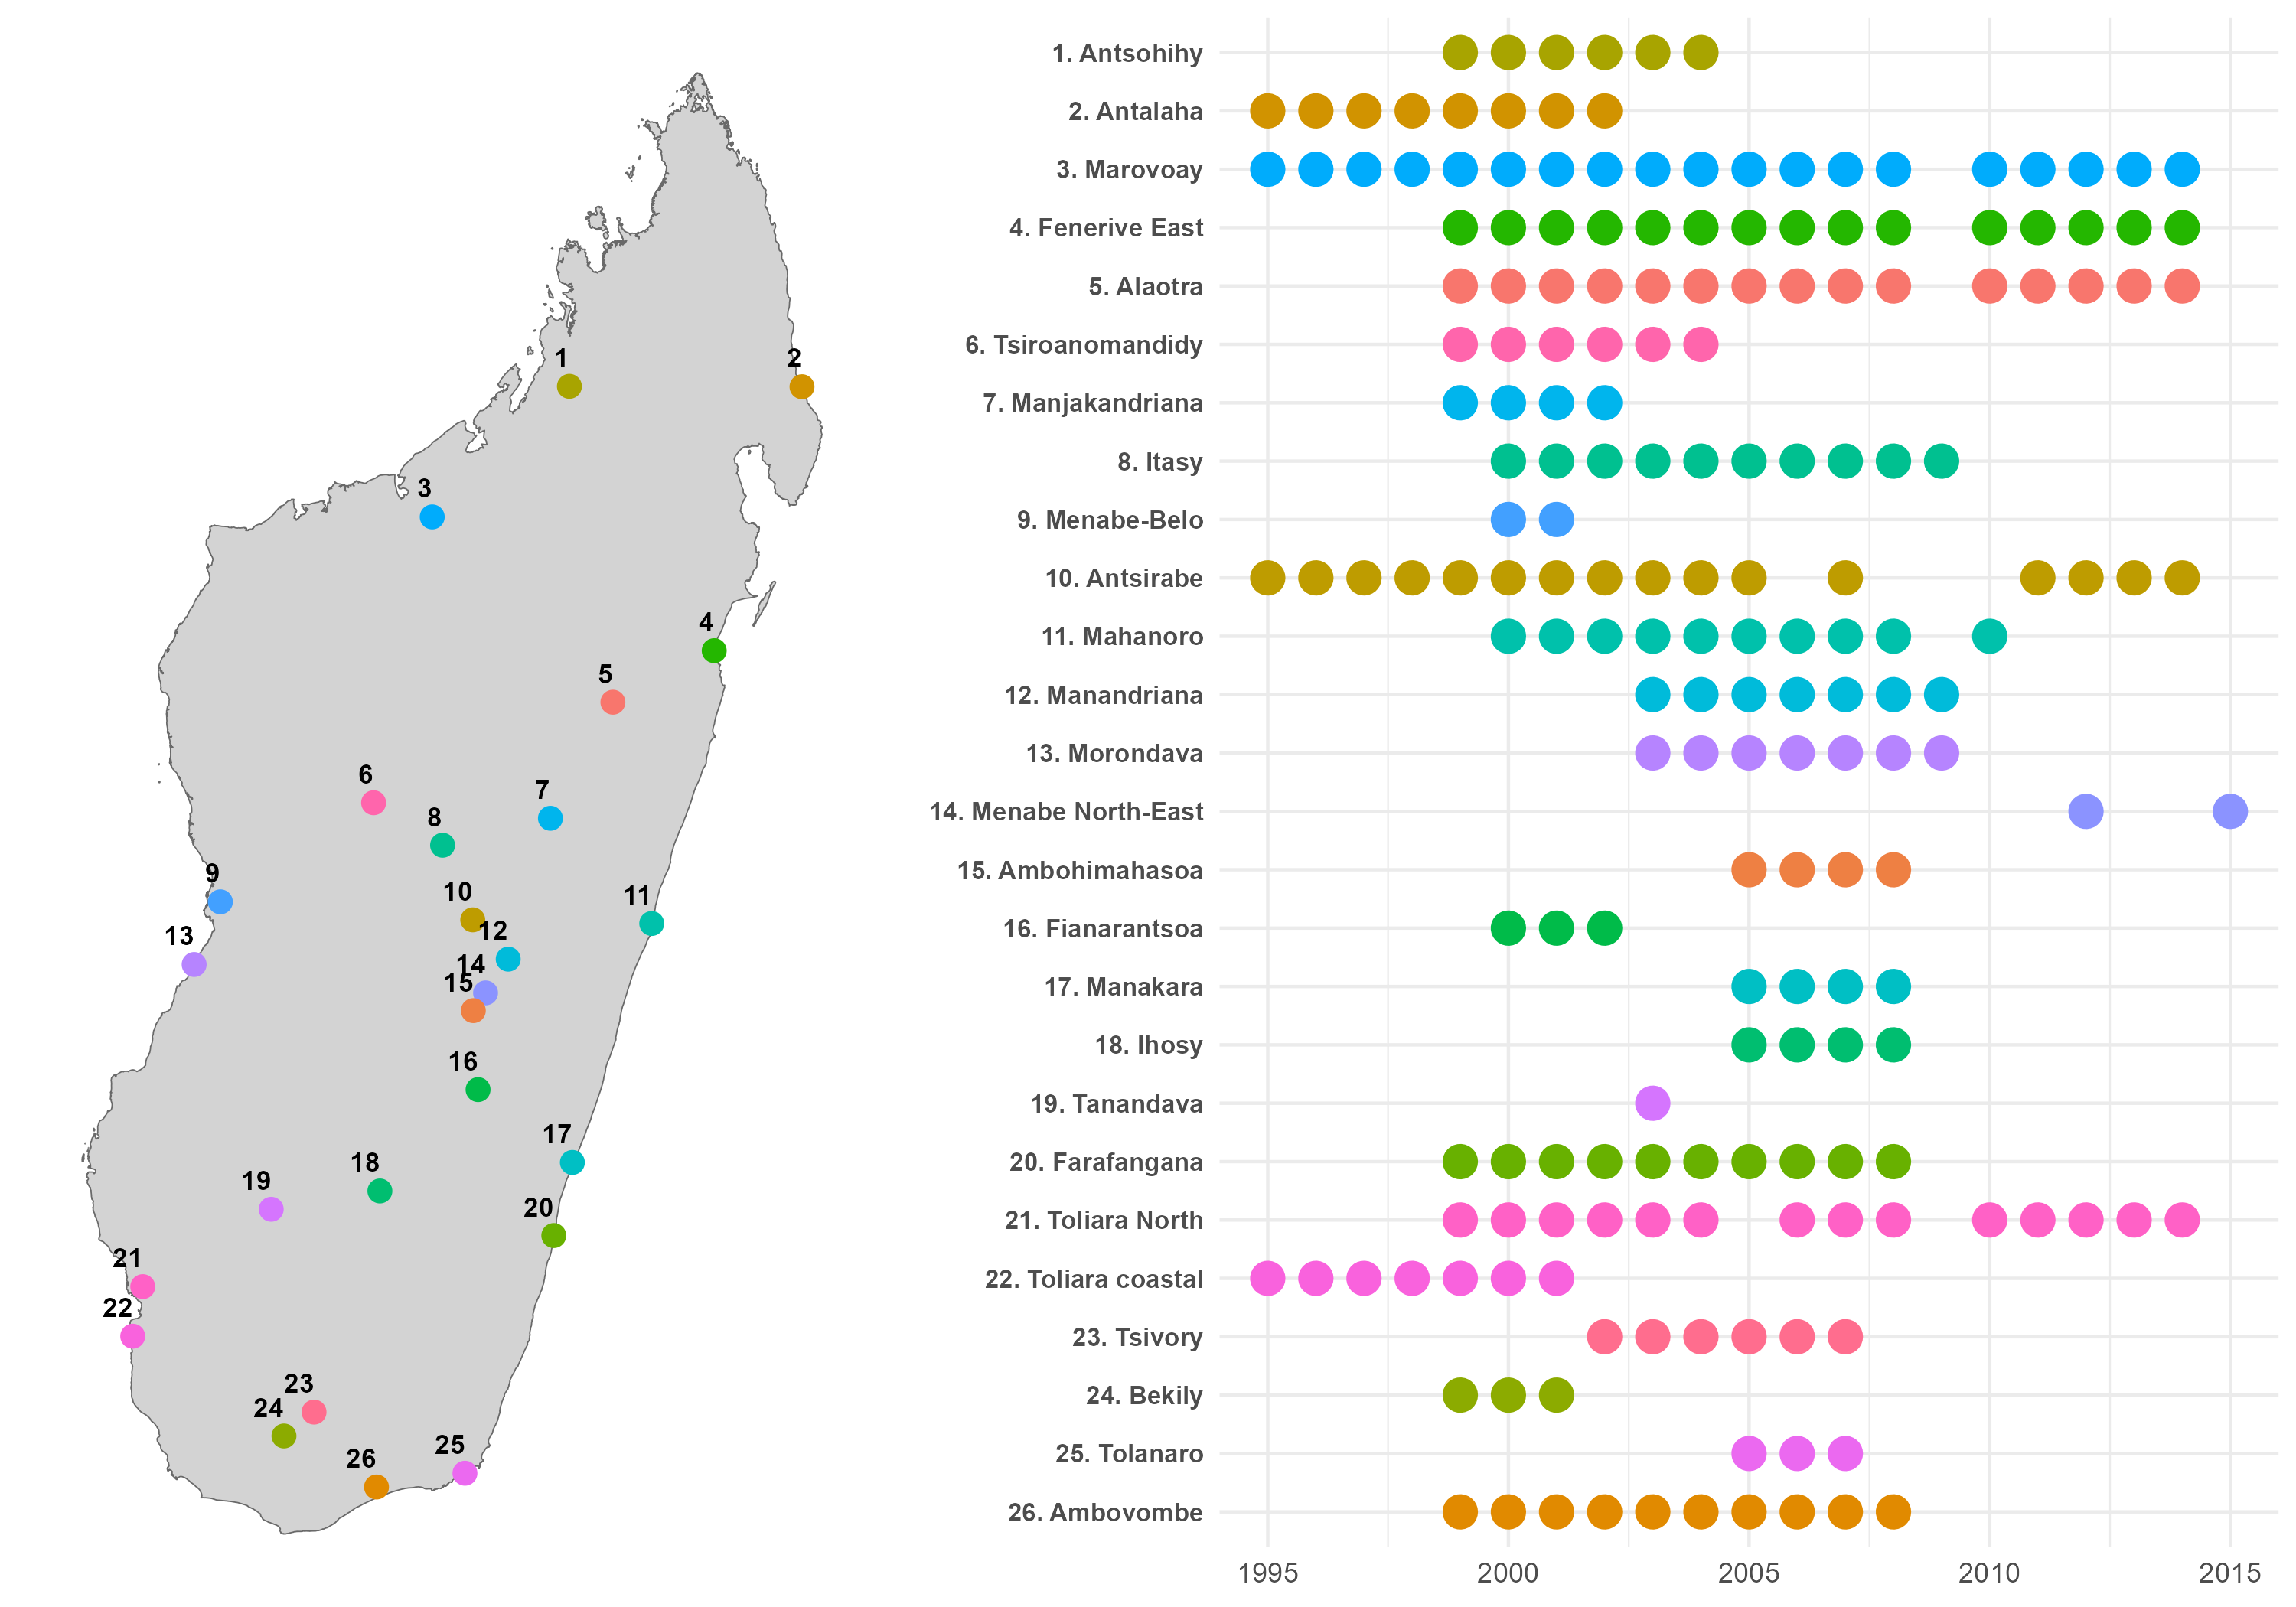 1
2
3
4
5
6
7
8
9
10
11
12
13
14
15
16
17
18
19
20
21
22
23
24
25
26
1. Antsohihy
2. Antalaha
3. Marovoay
4. Fenerive East
5. Alaotra
6. Tsiroanomandidy
7. Manjakandriana
8. Itasy
9. Menabe-Belo
10. Antsirabe
11. Mahanoro
12. Manandriana
13. Morondava
14. Menabe North-East
15. Ambohimahasoa
16. Fianarantsoa
17. Manakara
18. Ihosy
19. Tanandava
20. Farafangana
21. Toliara North
22. Toliara coastal
23. Tsivory
24. Bekily
25. Tolanaro
26. Ambovombe
1995 2000 2005 2010 2015